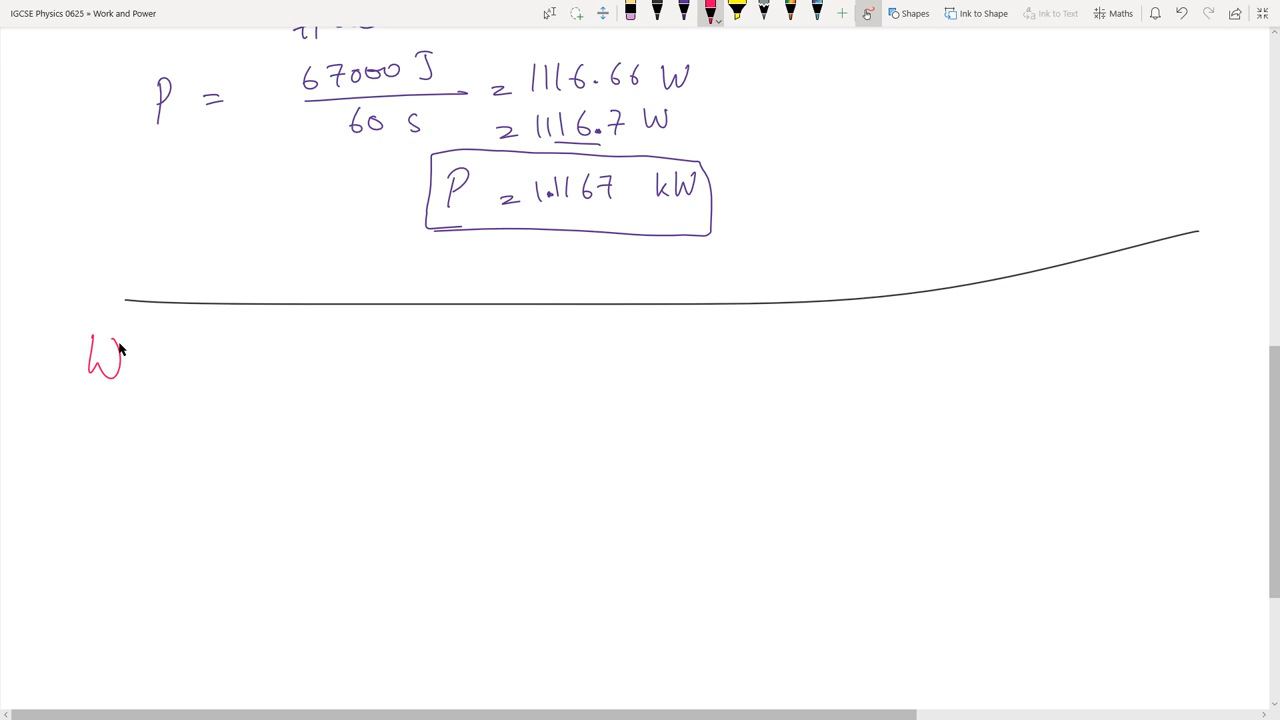 IGCSE Physics 0625 » Work and Power
Shapes Ink to Shape Ink to Text Maths
P = 67000 J / 60 s = 1116.66 W
= 1116.7 W
P = 1.1167 kW
W